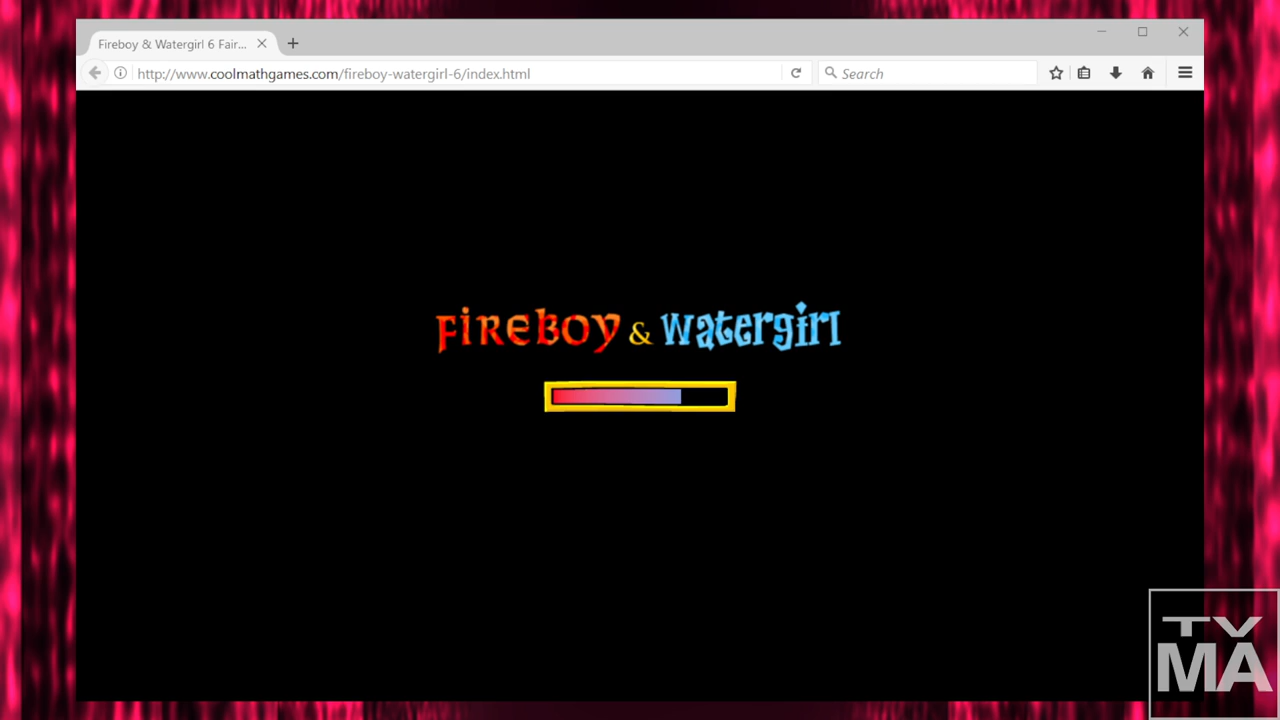 Fireboy & Watergirl 6 Fair...
http://www.coolmathgames.com/fireboy-watergirl-6/index.html
Search
Fireboy & Watergirl
TV
MA